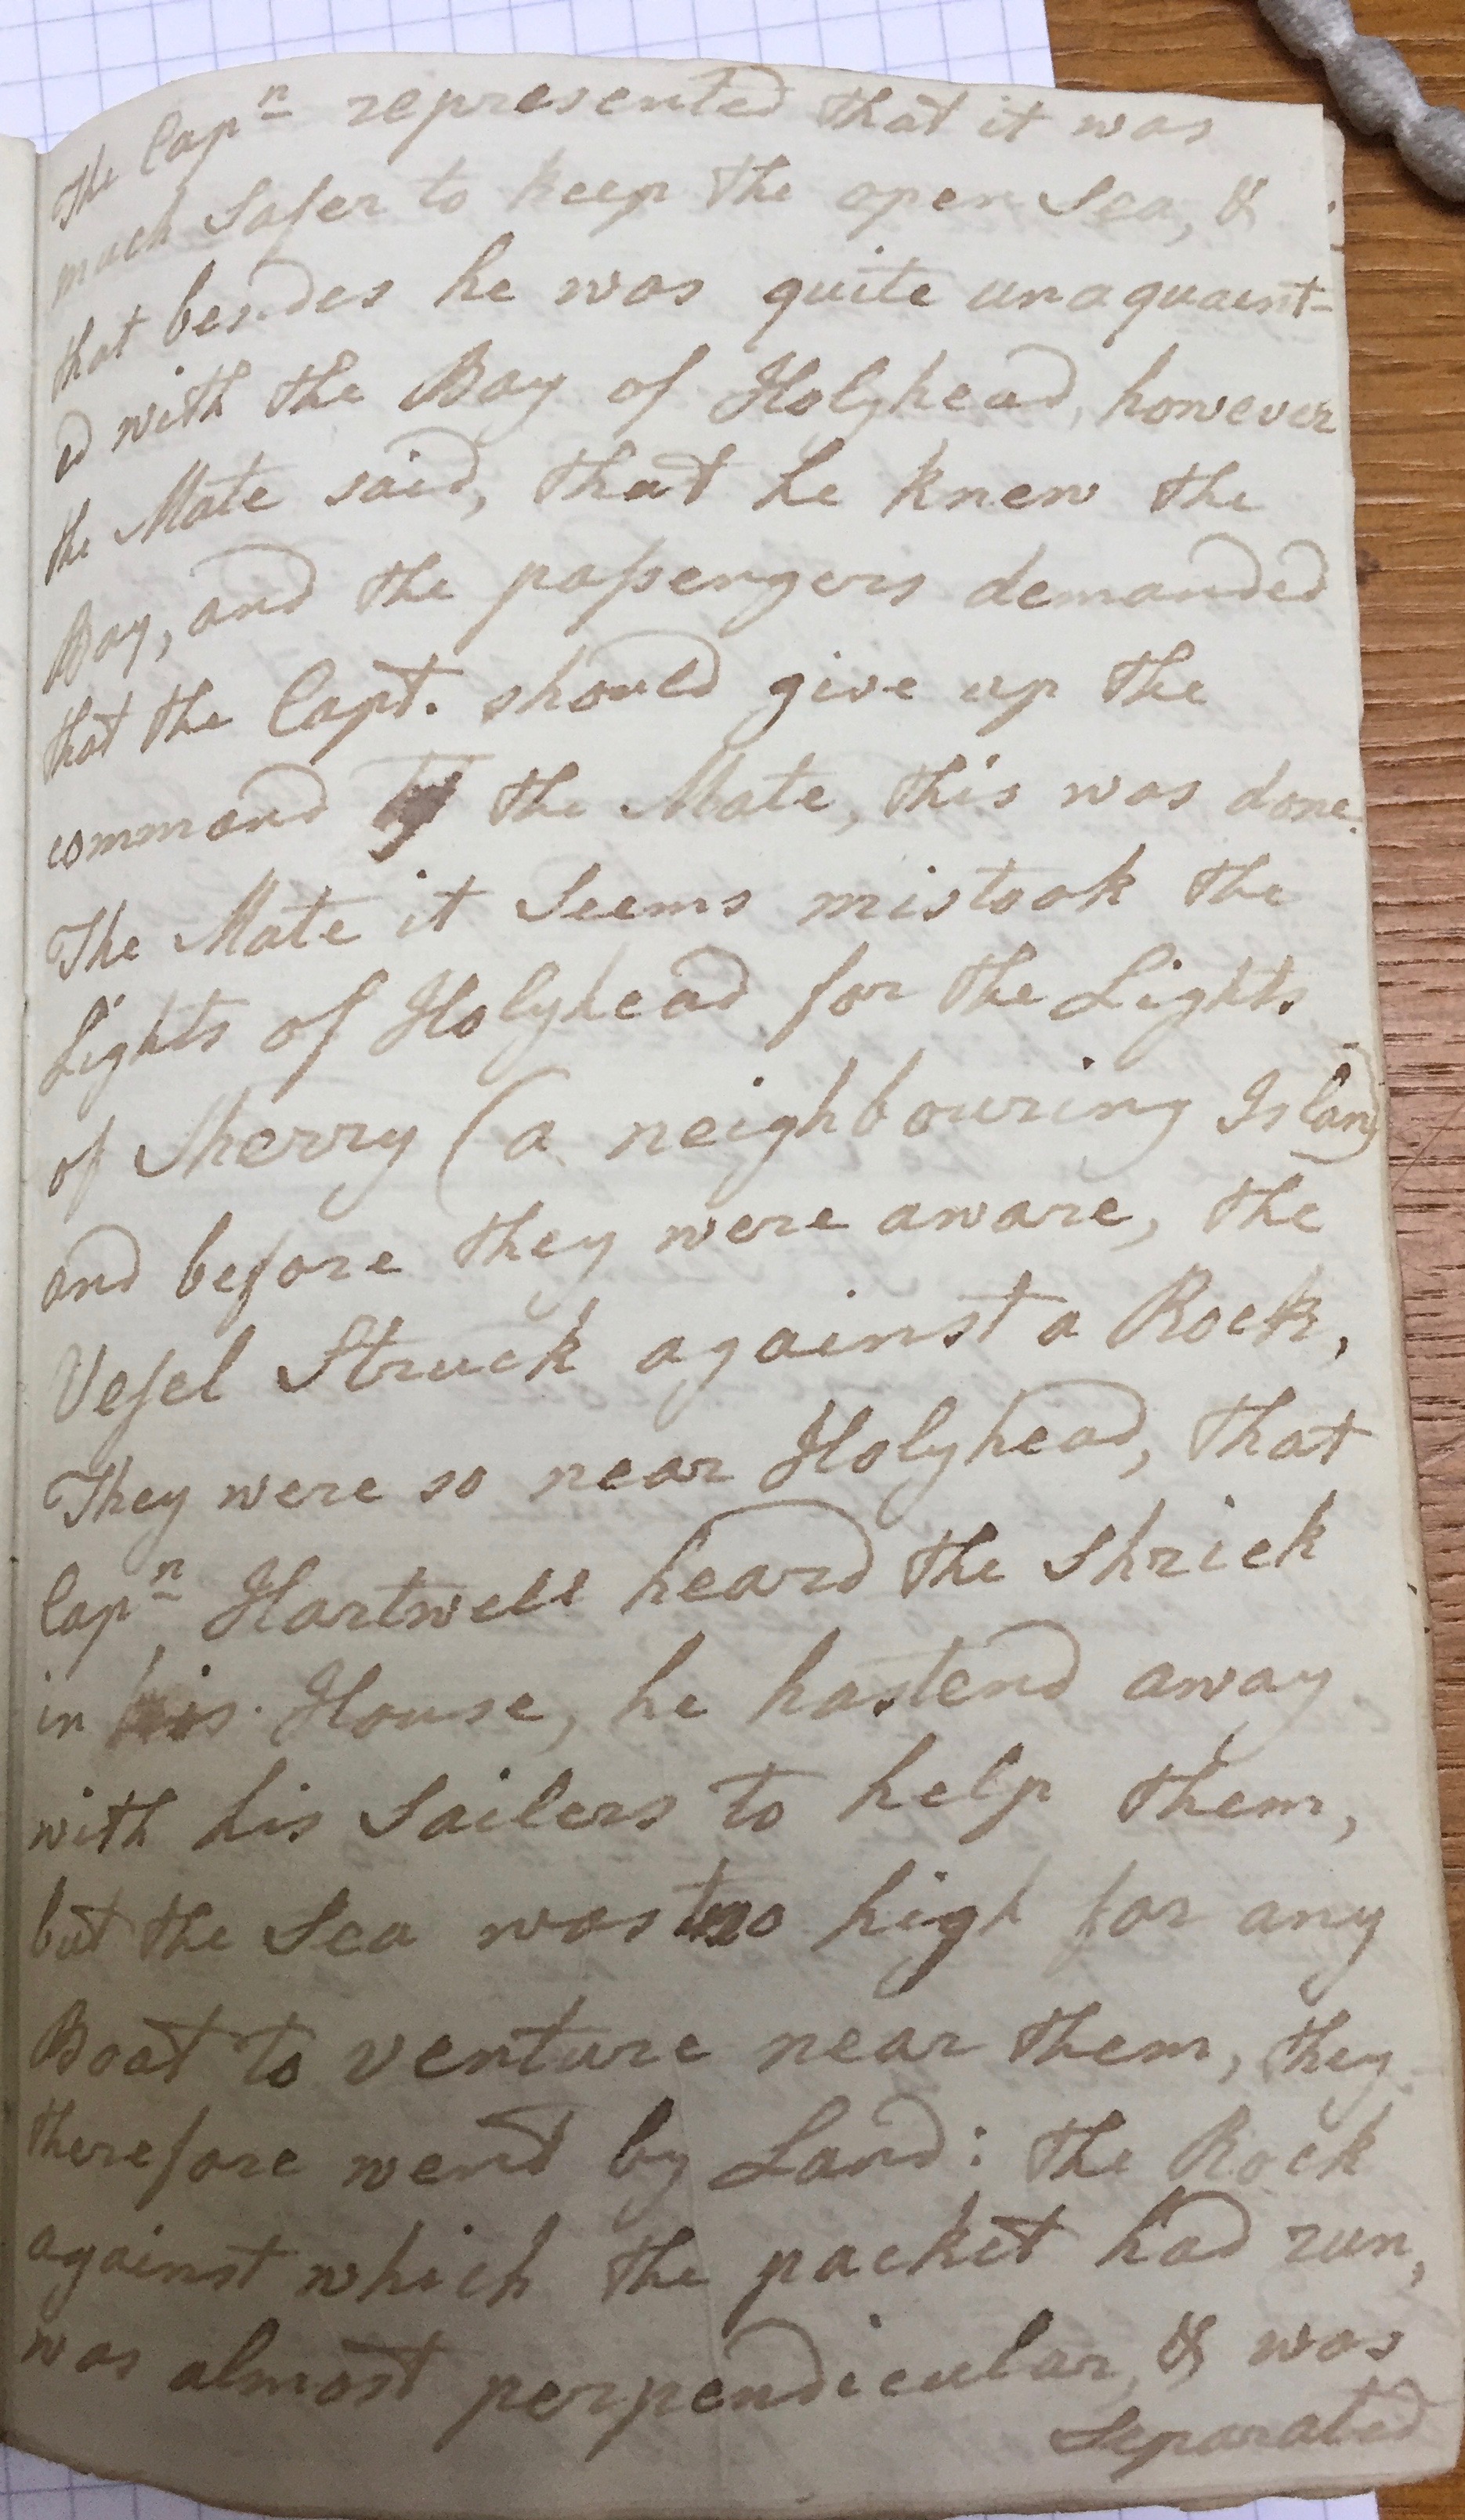 The Capn represented that it was
much Safer to keep the open Sea, &
that besides he was quite unaquaint-
ed with the Bay of Holyhead, however
the Mate said, that he knew the
Bay, and the paſsengers demanded
that the Capt. should give up the
command to the Mate, this was done.
The Mate it Seems mistook the
Lights of Holyhead for the Lights
of Skerry (a neighbouring Island)
and before they were aware, the
Veſsel Struck against a Rock,
They were so near Holyhead, that
Capn, Hartwell heard the Shriek
in his House, he hastend away
with his Sailers to help them,
but the Sea was too high for any
Boat to venture near them, they
therefore went by Land: the Rock
against which the packet had run,
was almost perpendicular, & was
Separated